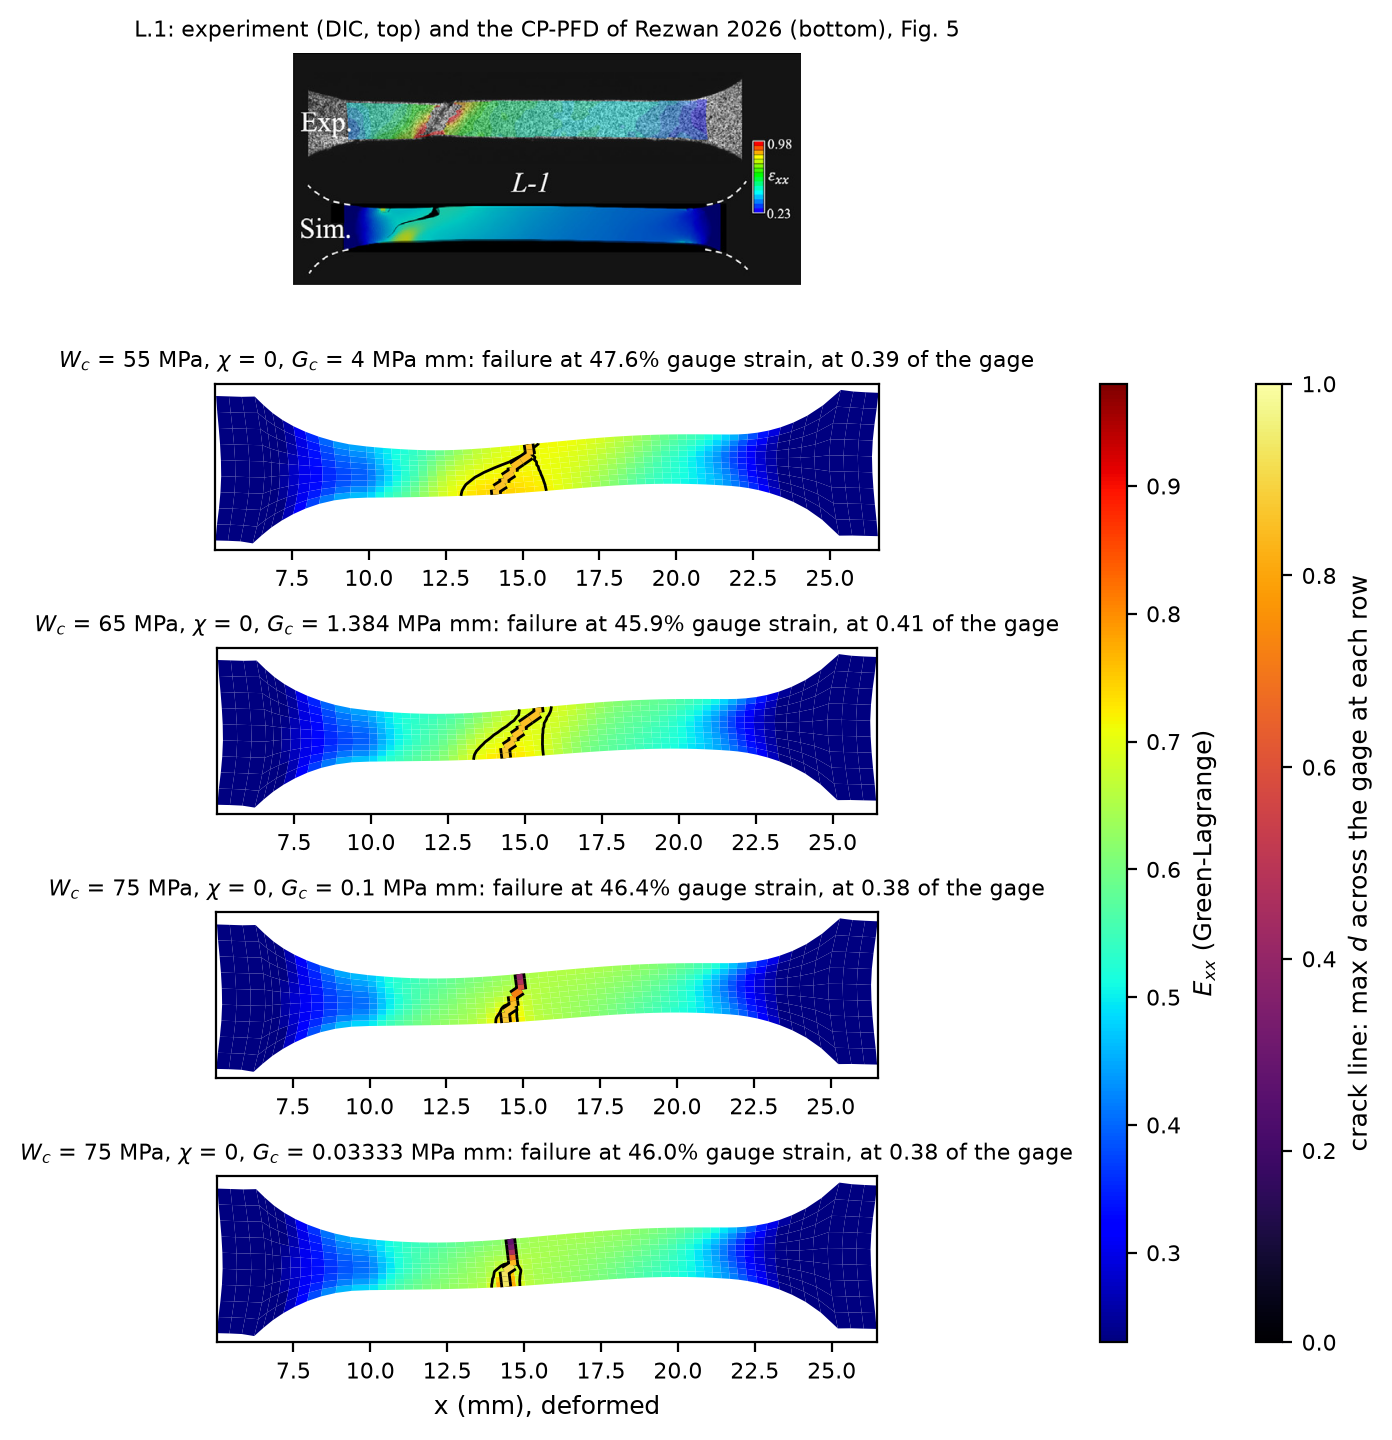 L.1: experiment (DIC, top) and the CP-PFD of Rezwan 2026 (bottom), Fig. 5
Exp.
0.98
ε_xx
0.23
L-1
Sim.
W_c = 55 MPa, χ = 0, G_c = 4 MPa mm: failure at 47.6% gauge strain, at 0.39 of the gage
7.5 10.0 12.5 15.0 17.5 20.0 22.5 25.0
W_c = 65 MPa, χ = 0, G_c = 1.384 MPa mm: failure at 45.9% gauge strain, at 0.41 of the gage
7.5 10.0 12.5 15.0 17.5 20.0 22.5 25.0
W_c = 75 MPa, χ = 0, G_c = 0.1 MPa mm: failure at 46.4% gauge strain, at 0.38 of the gage
7.5 10.0 12.5 15.0 17.5 20.0 22.5 25.0
W_c = 75 MPa, χ = 0, G_c = 0.03333 MPa mm: failure at 46.0% gauge strain, at 0.38 of the gage
7.5 10.0 12.5 15.0 17.5 20.0 22.5 25.0
x (mm), deformed
0.9
0.8
0.7
0.6
0.5
0.4
0.3
E_xx (Green-Lagrange)
1.0
0.8
0.6
0.4
0.2
0.0
crack line: max d across the gage at each row